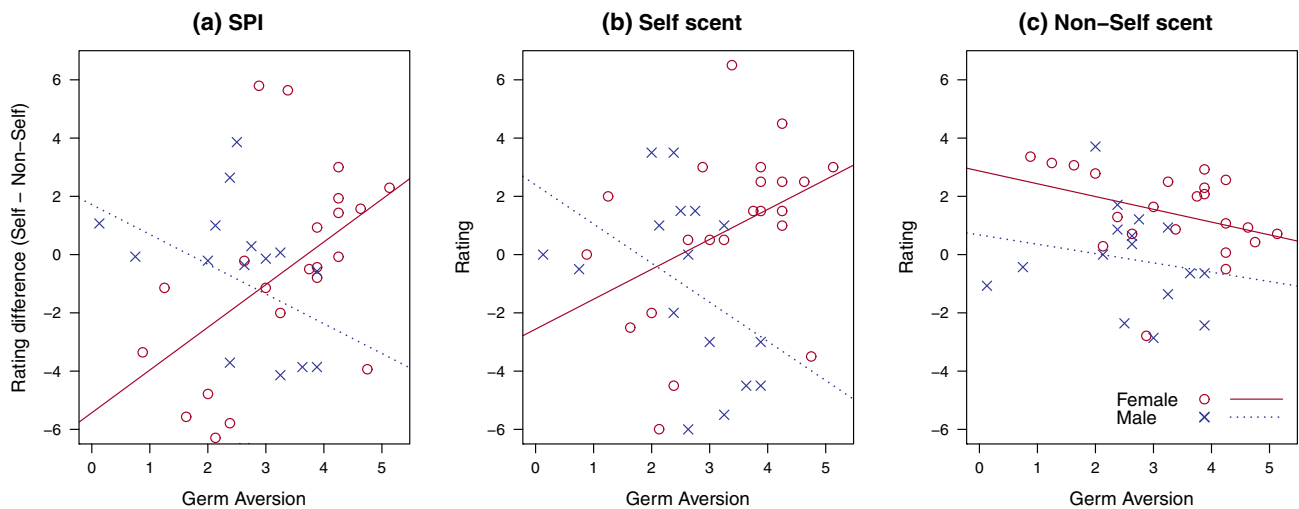 (a) SPI
Rating difference (Self − Non−Self)
6
4
2
0
−2
−4
−6
0 1 2 3 4 5
Germ Aversion
(b) Self scent
Rating
6
4
2
0
−2
−4
−6
0 1 2 3 4 5
Germ Aversion
(c) Non−Self scent
Rating
6
4
2
0
−2
−4
−6
Female
Male
0 1 2 3 4 5
Germ Aversion